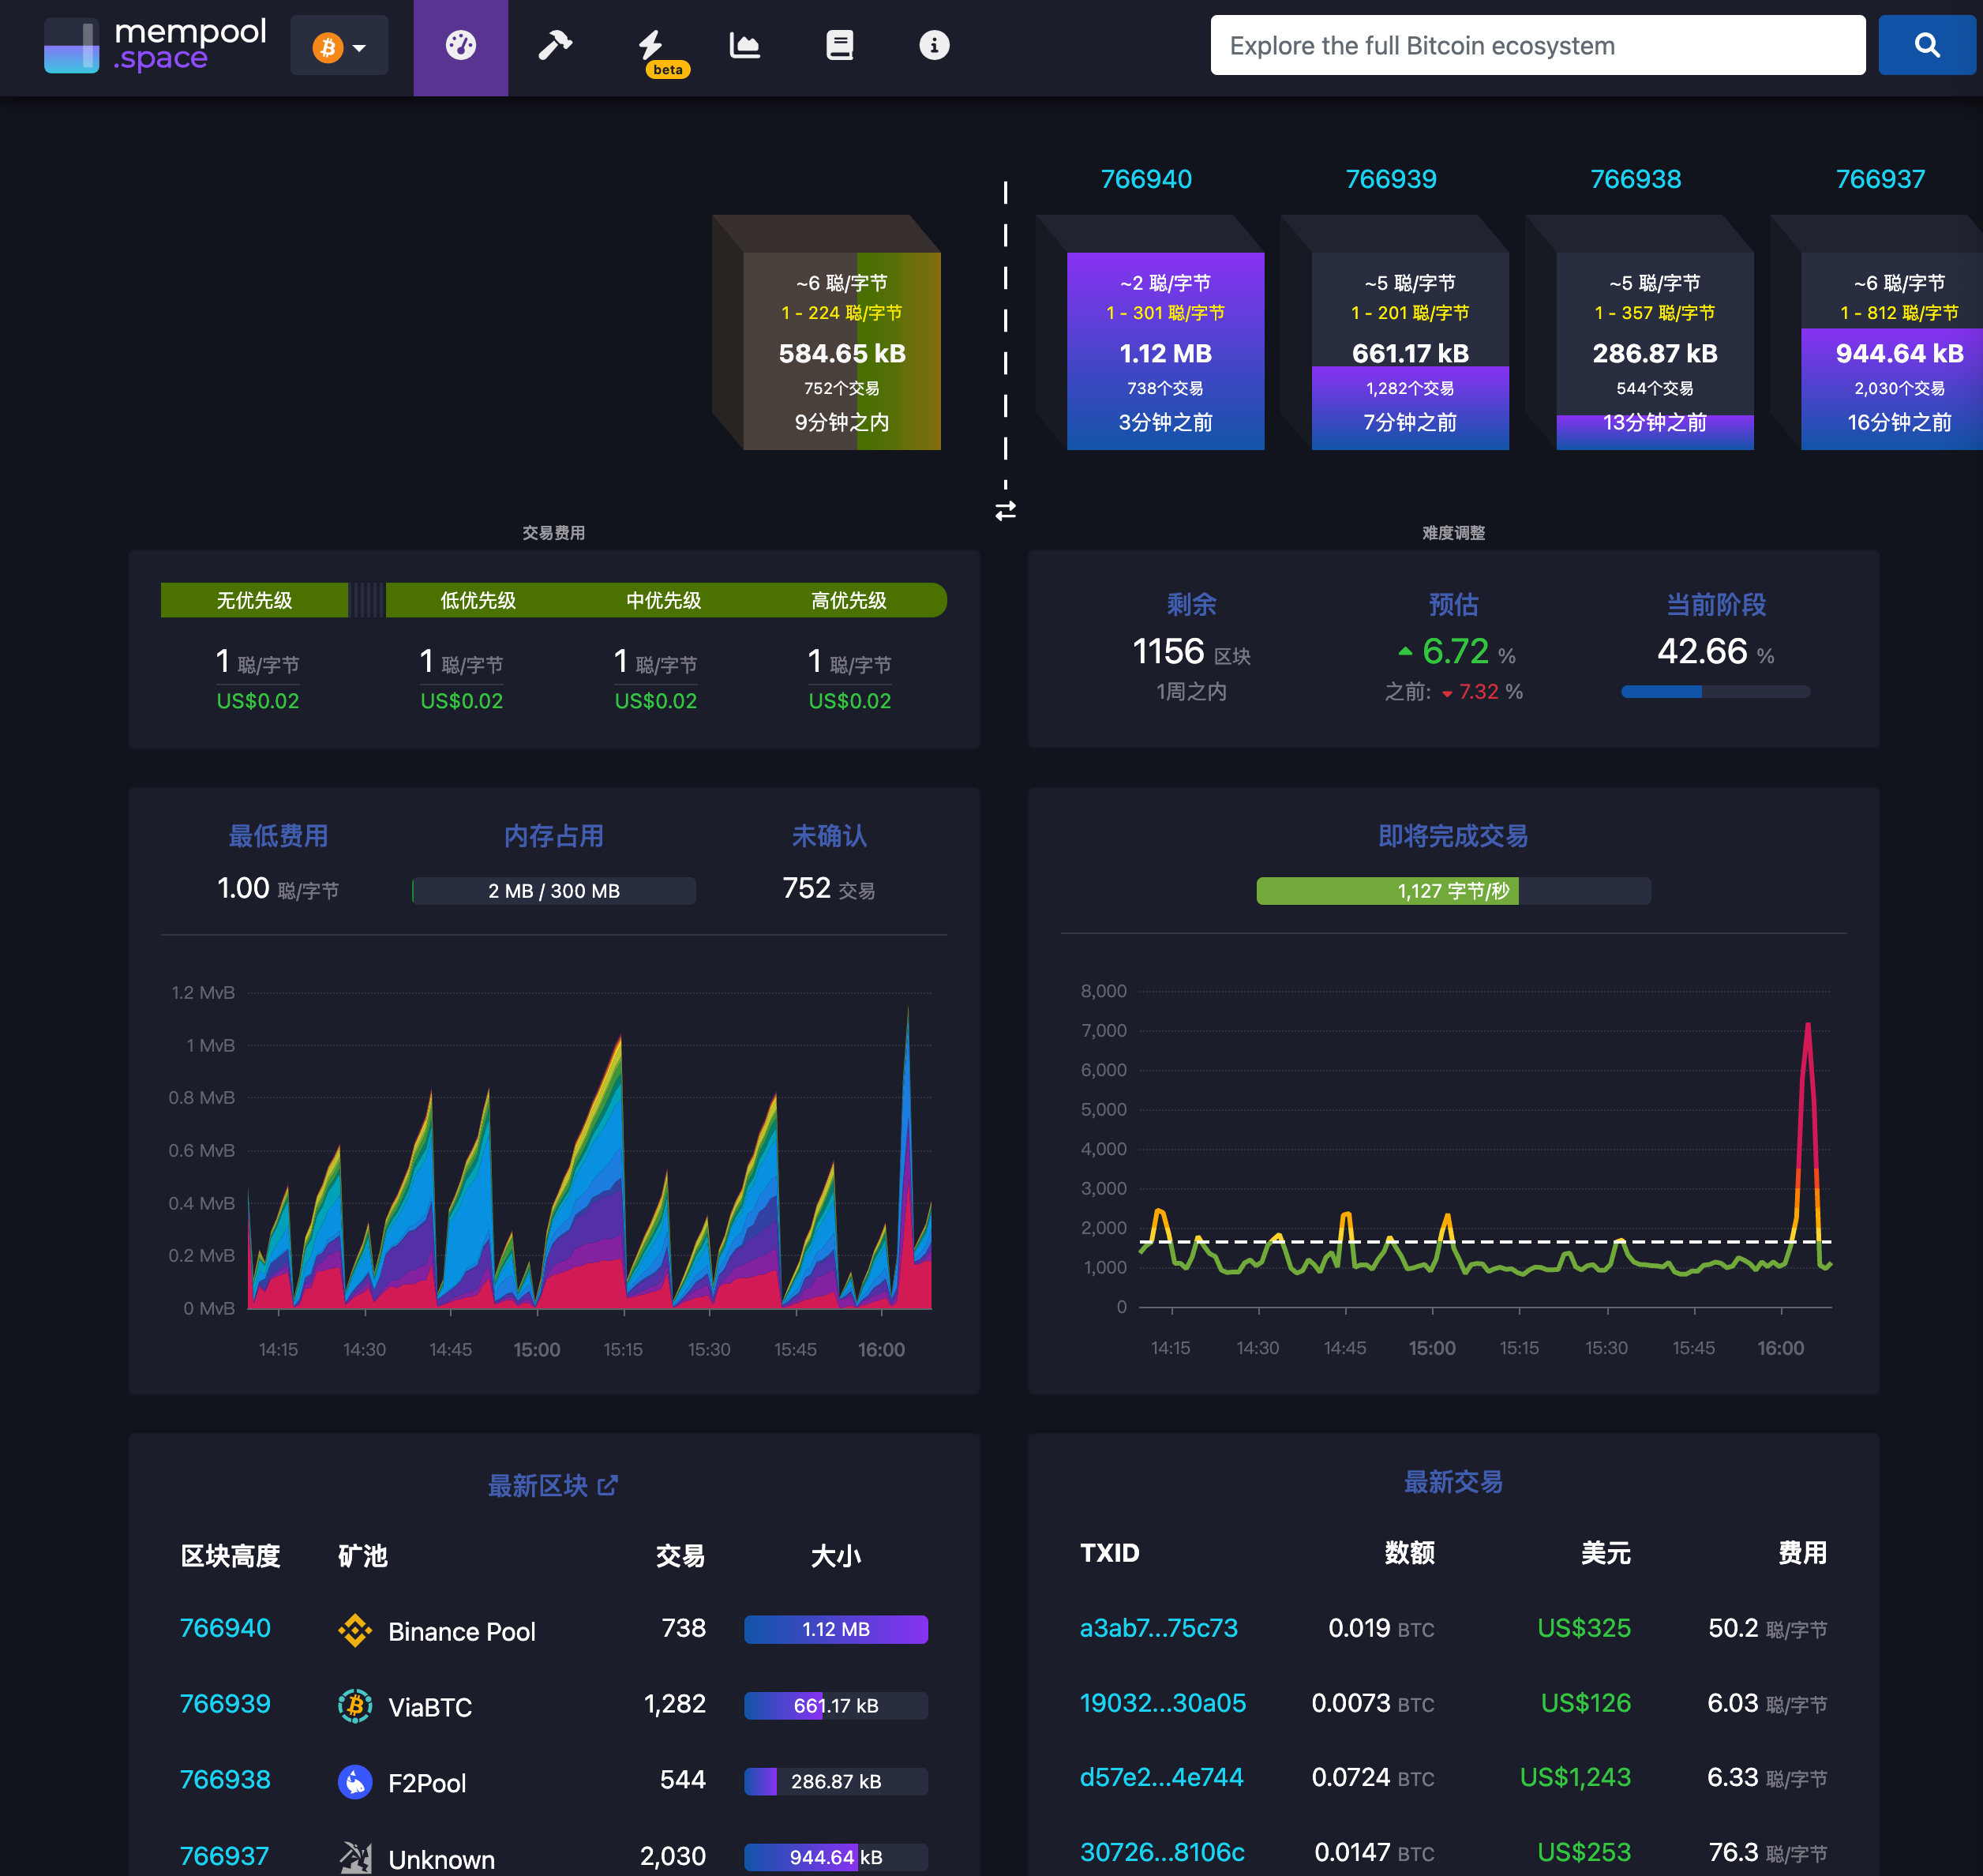 mempool
.space
beta
Explore the full Bitcoin ecosystem
766940
766939
766938
766937
~6 聪/字节
1 - 224 聪/字节
584.65 kB
752个交易
9分钟之内
~2 聪/字节
1 - 301 聪/字节
1.12 MB
738个交易
3分钟之前
~5 聪/字节
1 - 201 聪/字节
661.17 kB
1,282个交易
7分钟之前
~5 聪/字节
1 - 357 聪/字节
286.87 kB
544个交易
13分钟之前
~6 聪/字节
1 - 812 聪/字节
944.64 kB
2,030个交易
16分钟之前
交易费用
无优先级 低优先级 中优先级 高优先级
1 聪/字节 1 聪/字节 1 聪/字节 1 聪/字节
US$0.02 US$0.02 US$0.02 US$0.02
难度调整
剩余 预估 当前阶段
1156 区块 6.72 % 42.66 %
1周之内 之前: 7.32 %
最低费用 内存占用 未确认
1.00 聪/字节 2 MB / 300 MB 752 交易
1.2 MvB
1 MvB
0.8 MvB
0.6 MvB
0.4 MvB
0.2 MvB
0 MvB
14:15 14:30 14:45 15:00 15:15 15:30 15:45 16:00
即将完成交易
1,127 字节/秒
8,000
7,000
6,000
5,000
4,000
3,000
2,000
1,000
0
14:15 14:30 14:45 15:00 15:15 15:30 15:45 16:00
最新区块
区块高度 矿池 交易 大小
766940 Binance Pool 738 1.12 MB
766939 ViaBTC 1,282 661.17 kB
766938 F2Pool 544 286.87 kB
766937 Unknown 2,030 944.64 kB
最新交易
TXID 数额 美元 费用
a3ab7...75c73 0.019 BTC US$325 50.2 聪/字节
19032...30a05 0.0073 BTC US$126 6.03 聪/字节
d57e2...4e744 0.0724 BTC US$1,243 6.33 聪/字节
30726...8106c 0.0147 BTC US$253 76.3 聪/字节